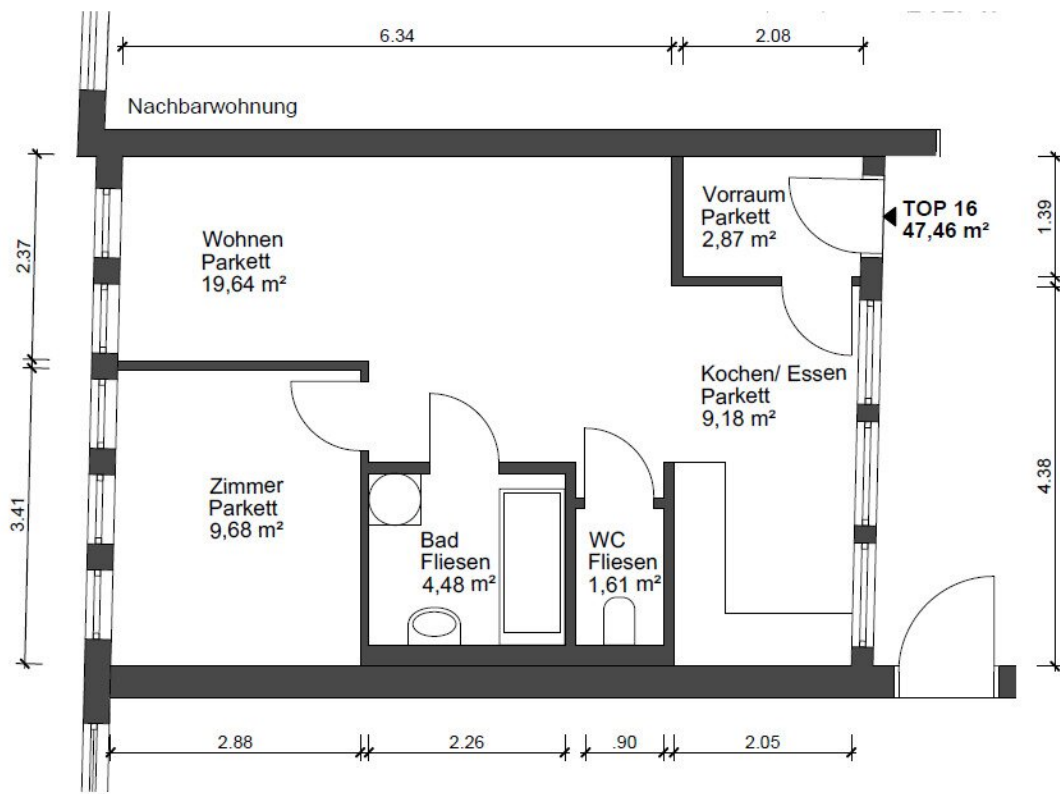 6.34
2.08
Nachbarwohnung
Vorraum
Parkett
2,87 m²
TOP 16
47,46 m²
1.39
2.37
Wohnen
Parkett
19,64 m²
Kochen/ Essen
Parkett
9,18 m²
4.38
3.41
Zimmer
Parkett
9,68 m²
Bad
Fliesen
4,48 m²
WC
Fliesen
1,61 m²
2.88
2.26
.90
2.05